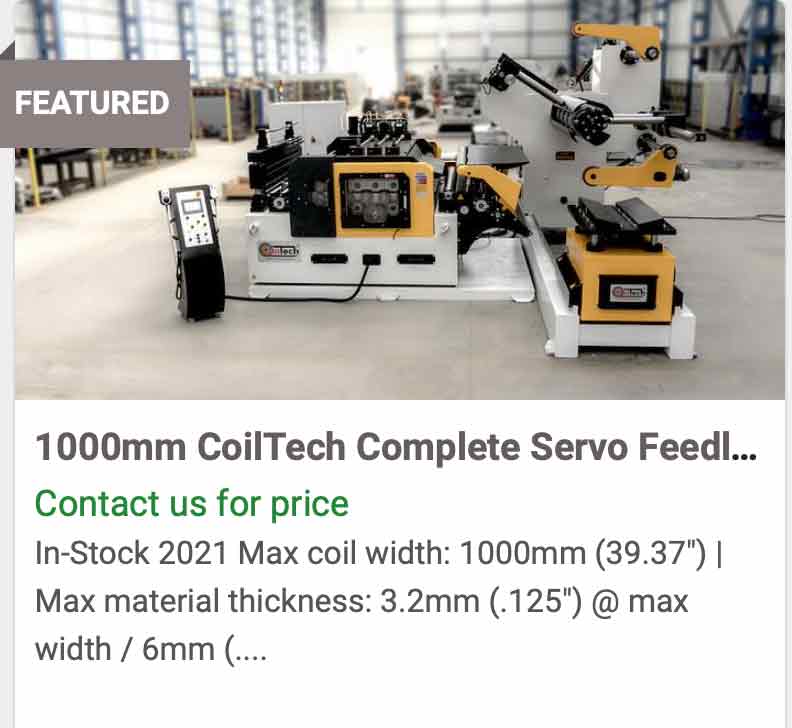 FEATURED
CoilTech
1000mm CoilTech Complete Servo Feedl...
Contact us for price
In-Stock 2021 Max coil width: 1000mm (39.37") |
Max material thickness: 3.2mm (.125") @ max
width / 6mm (....